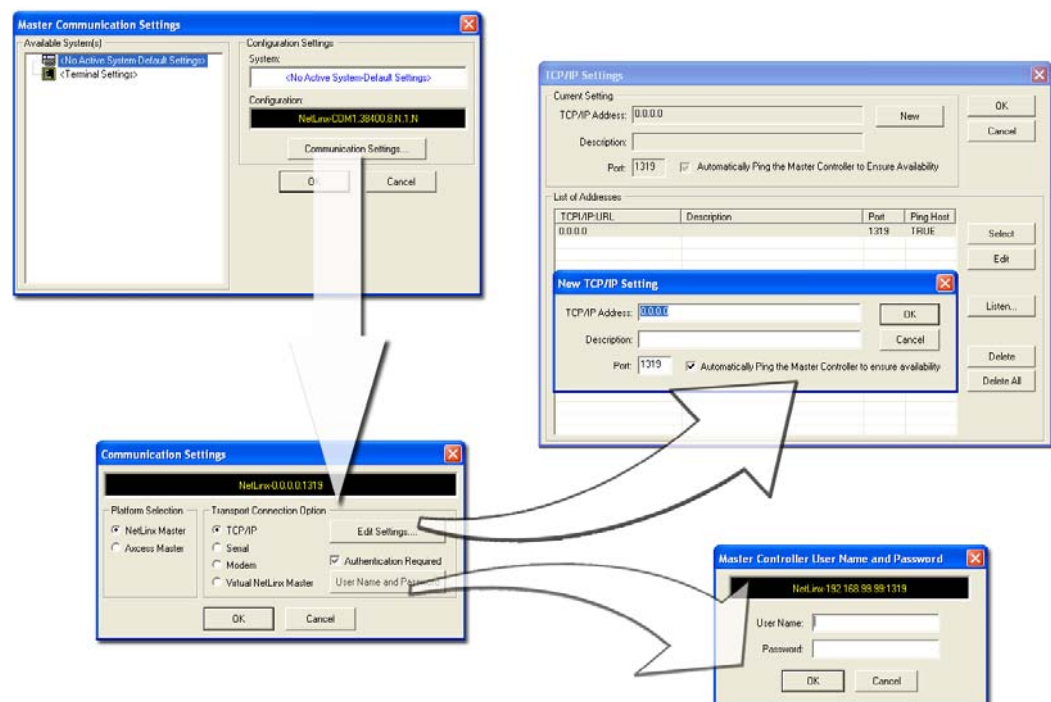 Master Communication Settings
Available System(s)
<No Active System-Default Settings>
<Terminal Settings>
Configuration Settings
System:
<No Active System-Default Settings>
Configuration:
NetLinx-COM1,38400,8,N,1,N
Communication Settings....
OK
Cancel
TCP/IP Settings
Current Setting
TCP/IP Address: 0.0.0.0
New
Description:
Port: 1319
Automatically Ping the Master Controller to Ensure Availability
OK
Cancel
List of Addresses
TCPI/IP:URL Description Port Ping Host
0.0.0.0 1319 TRUE
Select
Edit
Listen...
Delete
Delete All
New TCP/IP Setting
TCP/IP Address: 0.0.0.0
OK
Description:
Cancel
Port: 1319
Automatically Ping the Master Controller to ensure availability
Communication Settings
NetLinx-0.0.0.0:1319
Platform Selection
NetLinx Master
Axcess Master
Transport Connection Option
TCP/IP
Serial
Modem
Virtual NetLinx Master
Edit Settings....
Authentication Required
User Name and Password
OK
Cancel
Master Controller User Name and Password
NetLinx-192.168.99.99:1319
User Name:
Password:
OK
Cancel